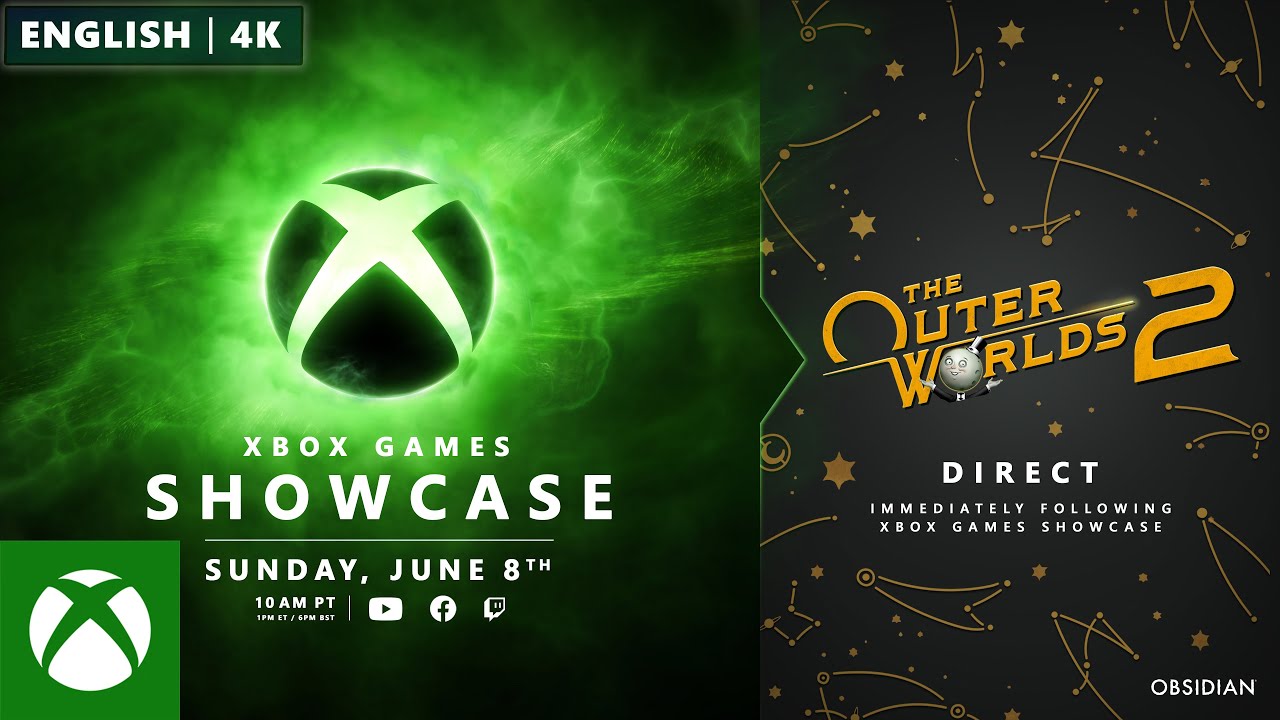 ENGLISH | 4K
XBOX GAMES
SHOWCASE
SUNDAY, JUNE 8TH
10 AM PT
1PM ET / 6PM BST
THE
OUTER
WORLDS 2
DIRECT
IMMEDIATELY FOLLOWING
XBOX GAMES SHOWCASE
OBSIDIAN